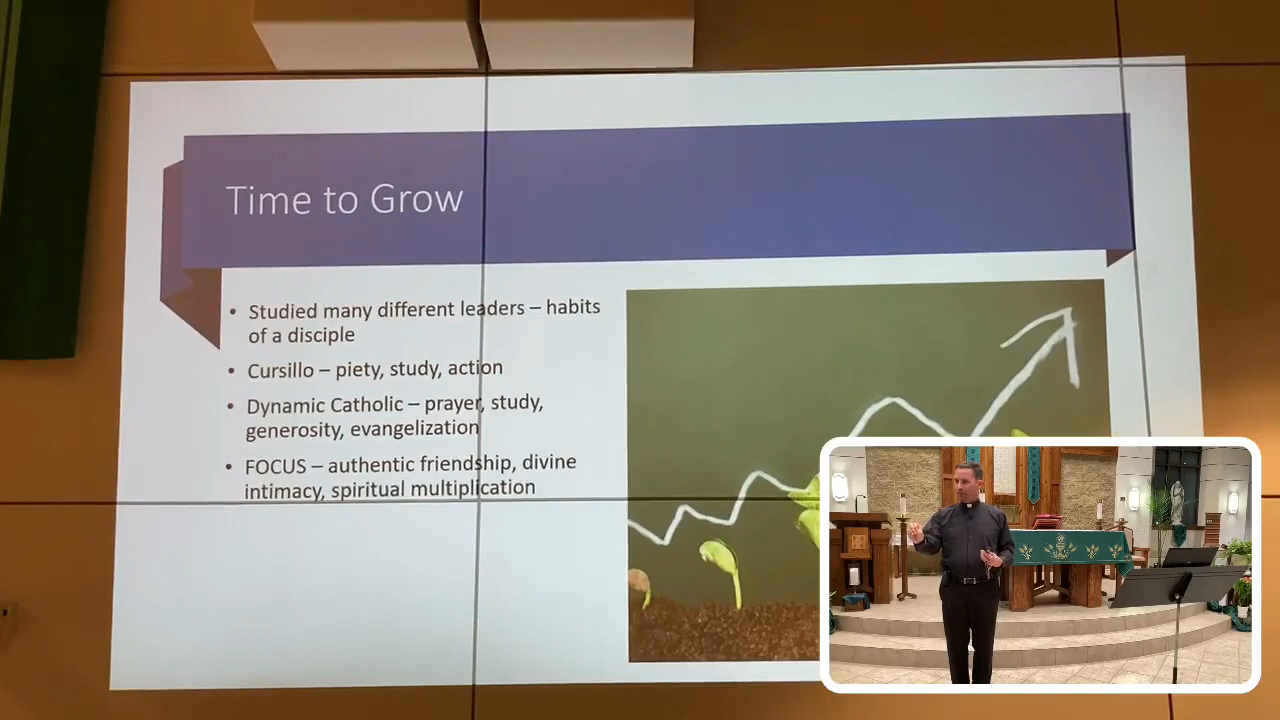 Time to Grow
• Studied many different leaders – habits
of a disciple
• Cursillo – piety, study, action
• Dynamic Catholic – prayer, study,
generosity, evangelization
• FOCUS – authentic friendship, divine
intimacy, spiritual multiplication